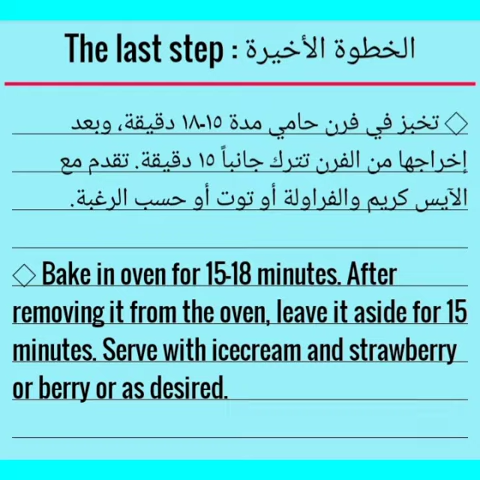 The last step : الخطوة الأخيرة
◇ تخبز في فرن حامي مدة ١٥-١٨ دقيقة، وبعد
إخراجها من الفرن تترك جانباً ١٥ دقيقة. تقدم مع
الآيس كريم والفراولة أو توت أو حسب الرغبة.
◇ Bake in oven for 15-18 minutes. After
removing it from the oven, leave it aside for 15
minutes. Serve with icecream and strawberry
or berry or as desired.